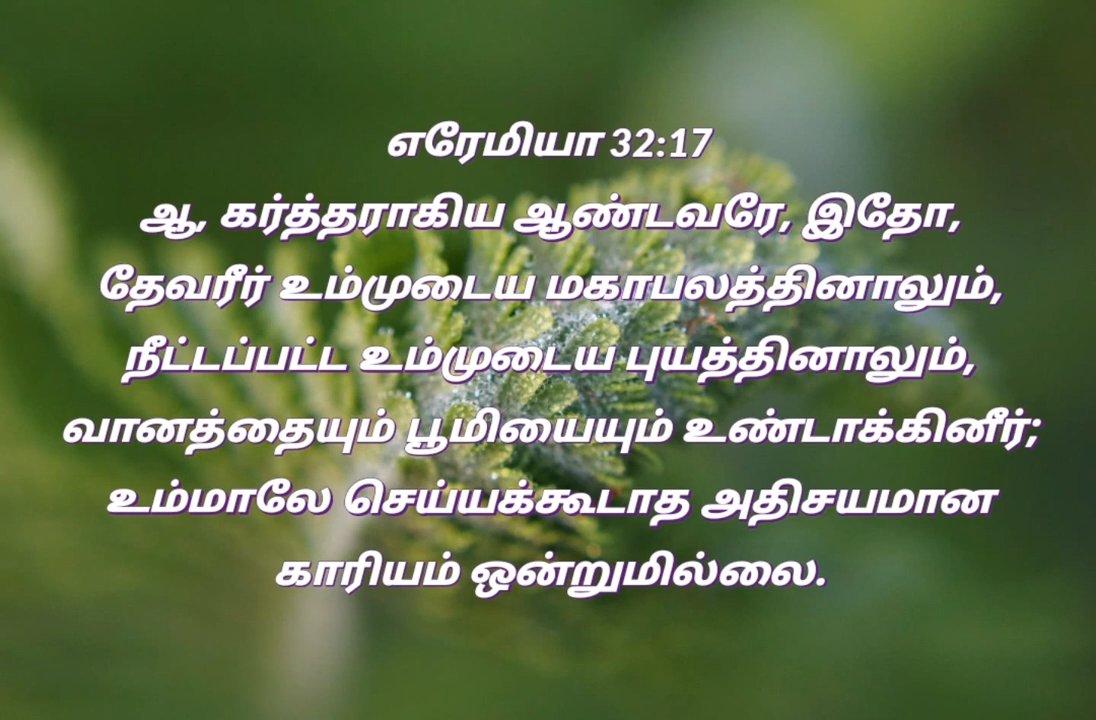 எரேமியா 32:17
ஆ, கர்த்தராகிய ஆண்டவரே, இதோ,
தேவரீர் உம்முடைய மகாபலத்தினாலும்,
நீட்டப்பட்ட உம்முடைய புயத்தினாலும்,
வானத்தையும் பூமியையும் உண்டாக்கினீர்;
உம்மாலே செய்யக்கூடாத அதிசயமான
காரியம் ஒன்றுமில்லை.